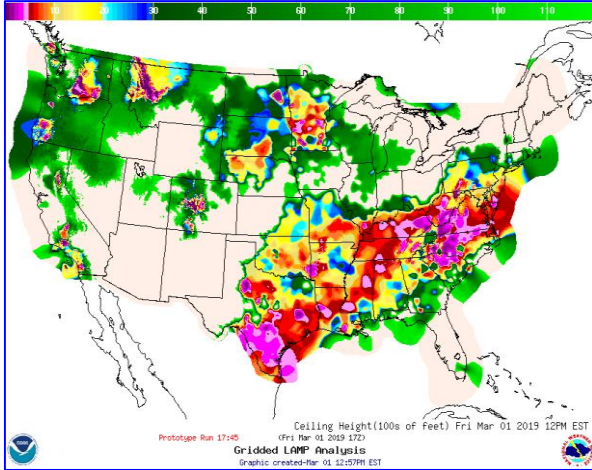 10 20 30 40 50 60 70 80 90 100 110
Ceiling Height(100s of feet) Fri Mar 01 2019 12PM EST
Prototype Run 17:45 (Fri Mar 01 2019 17Z)
Gridded LAMP Analysis
Graphic created-Mar 01 12:57PM EST
NOAA